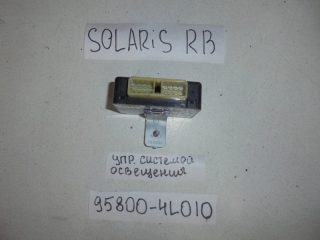 SOLARiS RB
УПР. СИСТЕМОЙ
ОСВЕЩЕНИЯ
95800-4L010